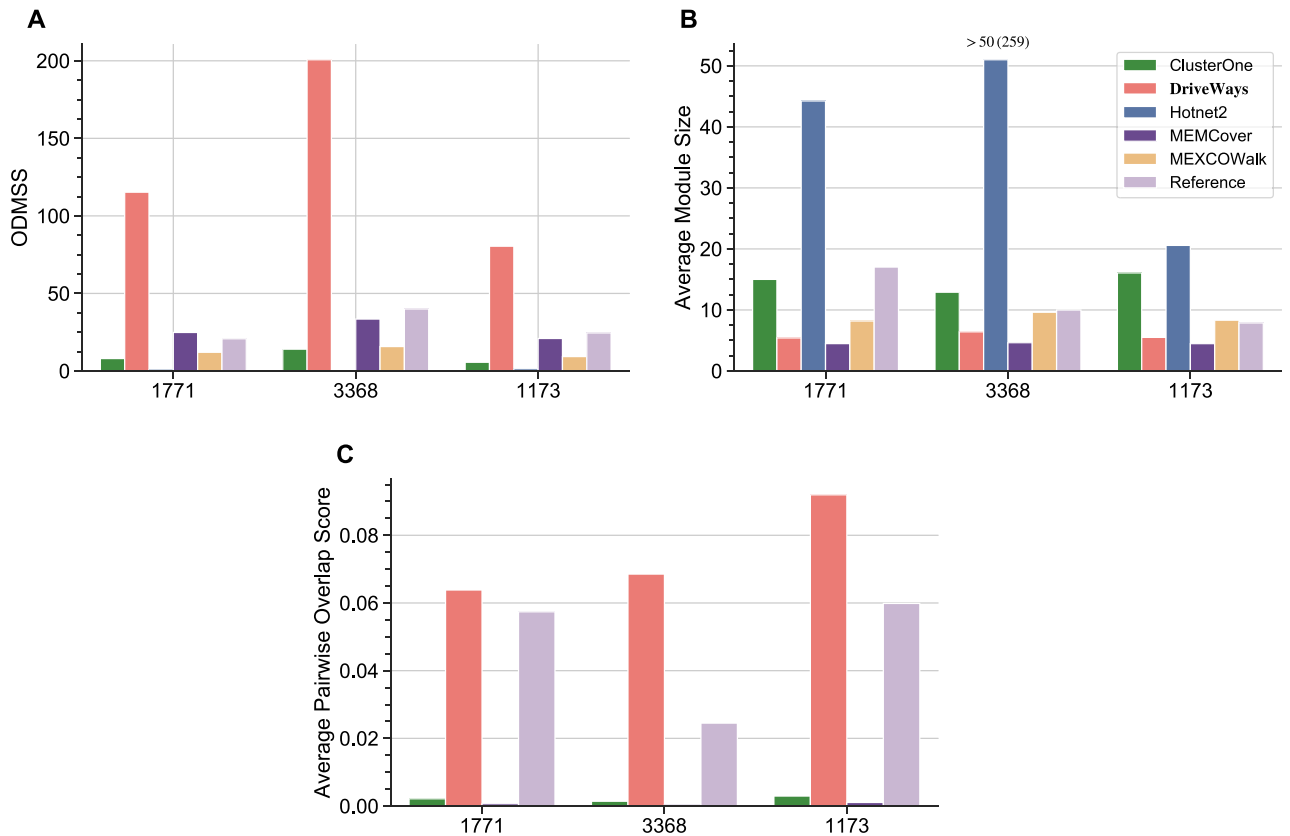 A
ODMSS
200
150
100
50
0
1771
3368
1173
B
> 50 (259)
Average Module Size
50
40
30
20
10
0
1771
3368
1173
ClusterOne
DriveWays
Hotnet2
MEMCover
MEXCOWalk
Reference
C
Average Pairwise Overlap Score
0.08
0.06
0.04
0.02
0.00
1771
3368
1173